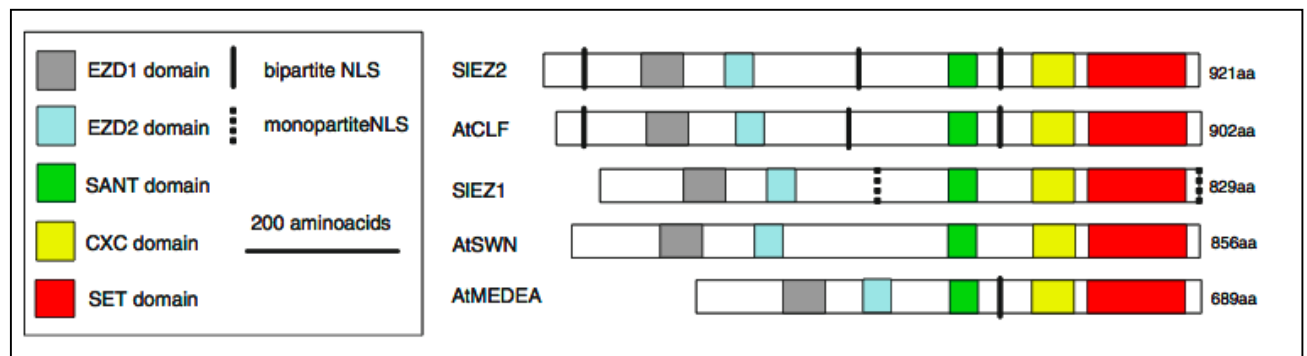 EZD1 domain
bipartite NLS
EZD2 domain
monopartiteNLS
SANT domain
CXC domain
200 aminoacids
SET domain
SlEZ2
921aa
AtCLF
902aa
SlEZ1
829aa
AtSWN
856aa
AtMEDEA
689aa